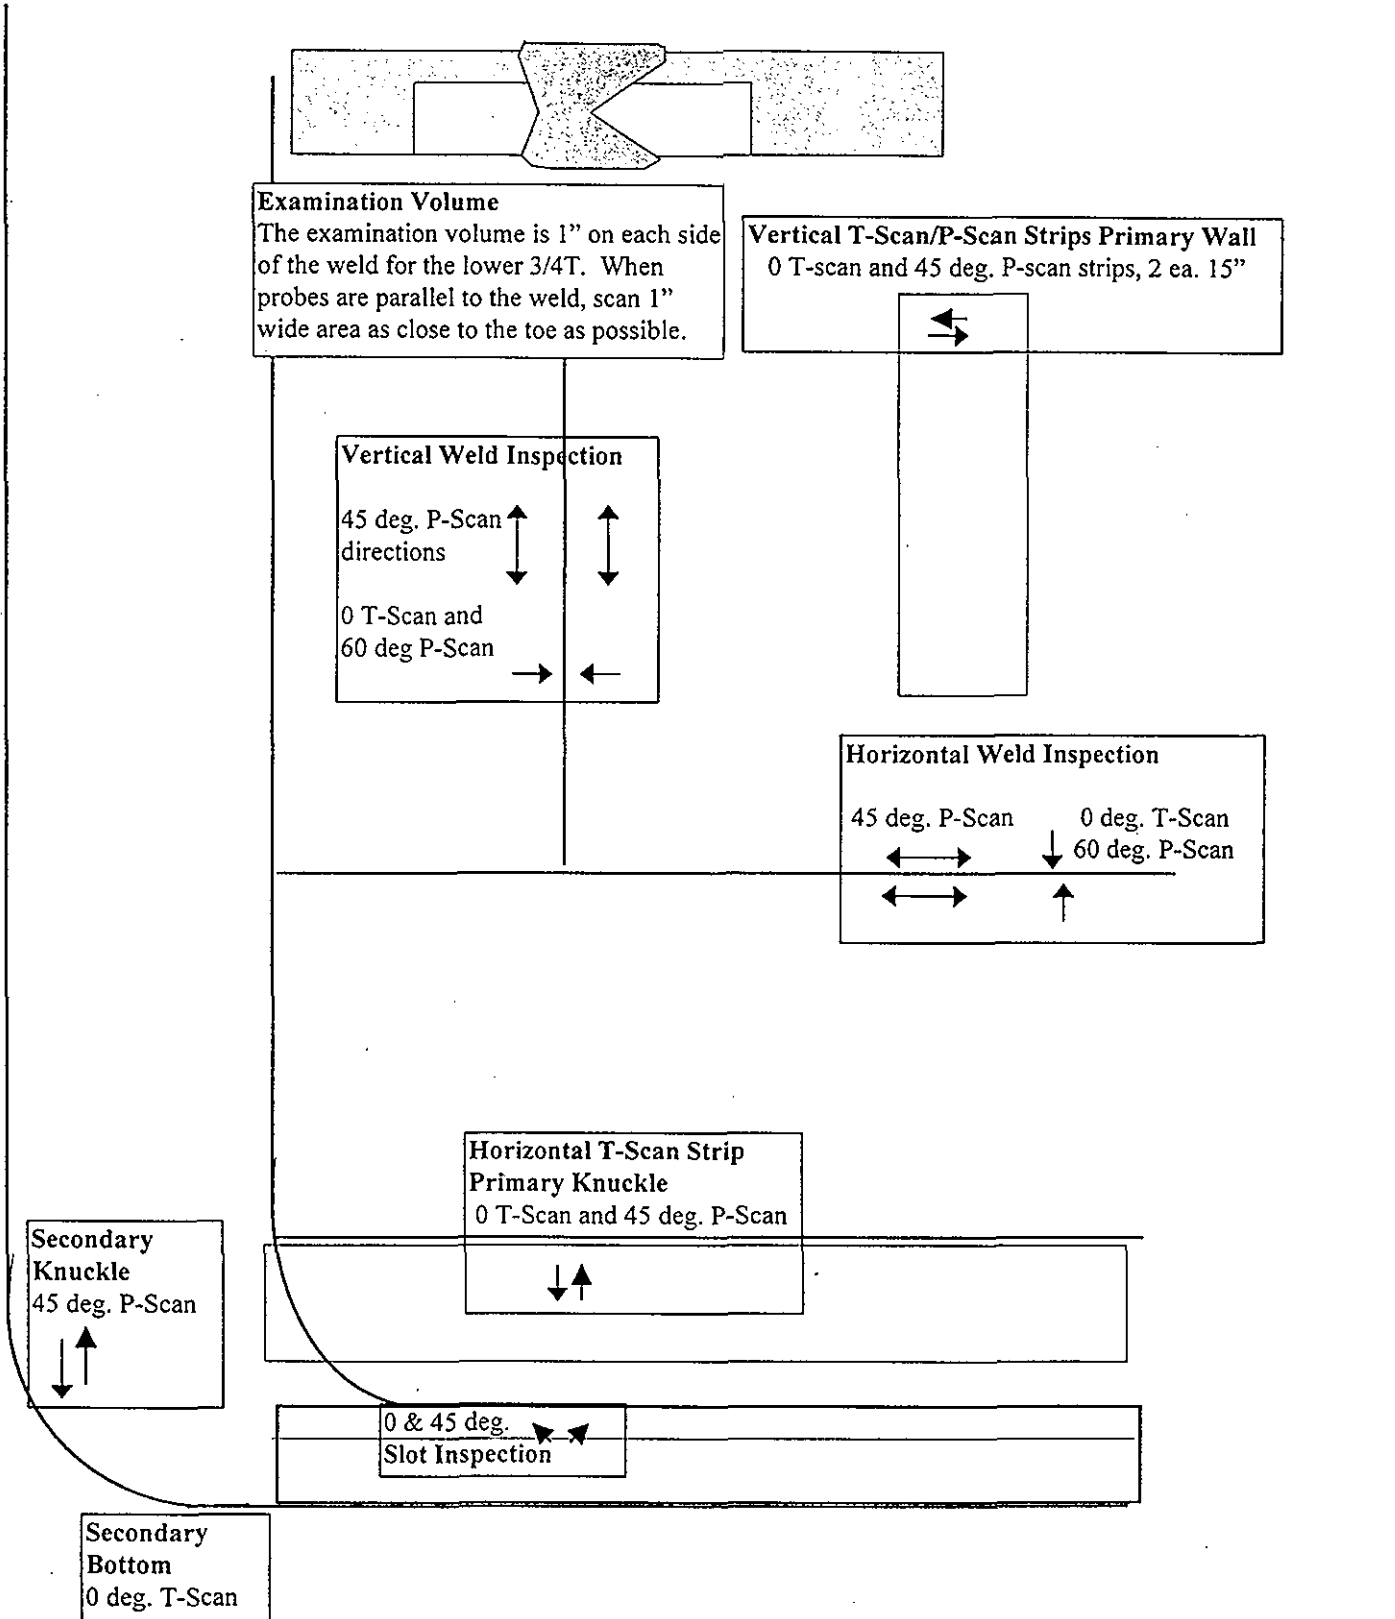 Examination Volume
The examination volume is 1” on each side
of the weld for the lower 3/4T. When
probes are parallel to the weld, scan 1”
wide area as close to the toe as possible.
Vertical T-Scan/P-Scan Strips Primary Wall
0 T-scan and 45 deg. P-scan strips, 2 ea. 15”
Vertical Weld Inspection
45 deg. P-Scan
directions
0 T-Scan and
60 deg P-Scan
Horizontal Weld Inspection
45 deg. P-Scan
0 deg. T-Scan
60 deg. P-Scan
Horizontal T-Scan Strip
Primary Knuckle
0 T-Scan and 45 deg. P-Scan
Secondary
Knuckle
45 deg. P-Scan
0 & 45 deg.
Slot Inspection
Secondary
Bottom
0 deg. T-Scan